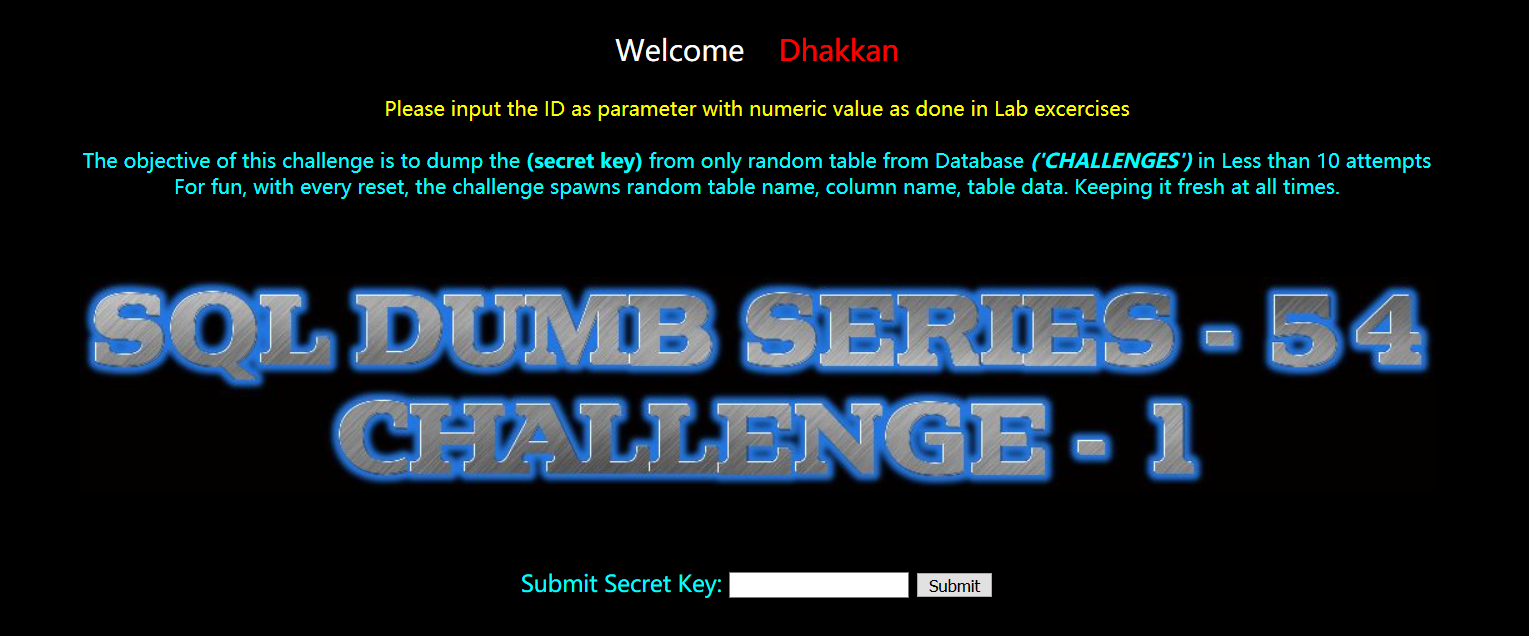 Welcome Dhakkan
Please input the ID as parameter with numeric value as done in Lab excercises
The objective of this challenge is to dump the (secret key) from only random table from Database ('CHALLENGES') in Less than 10 attempts
For fun, with every reset, the challenge spawns random table name, column name, table data. Keeping it fresh at all times.
SQL DUMB SERIES - 54
CHALLENGE - 1
Submit Secret Key: Submit